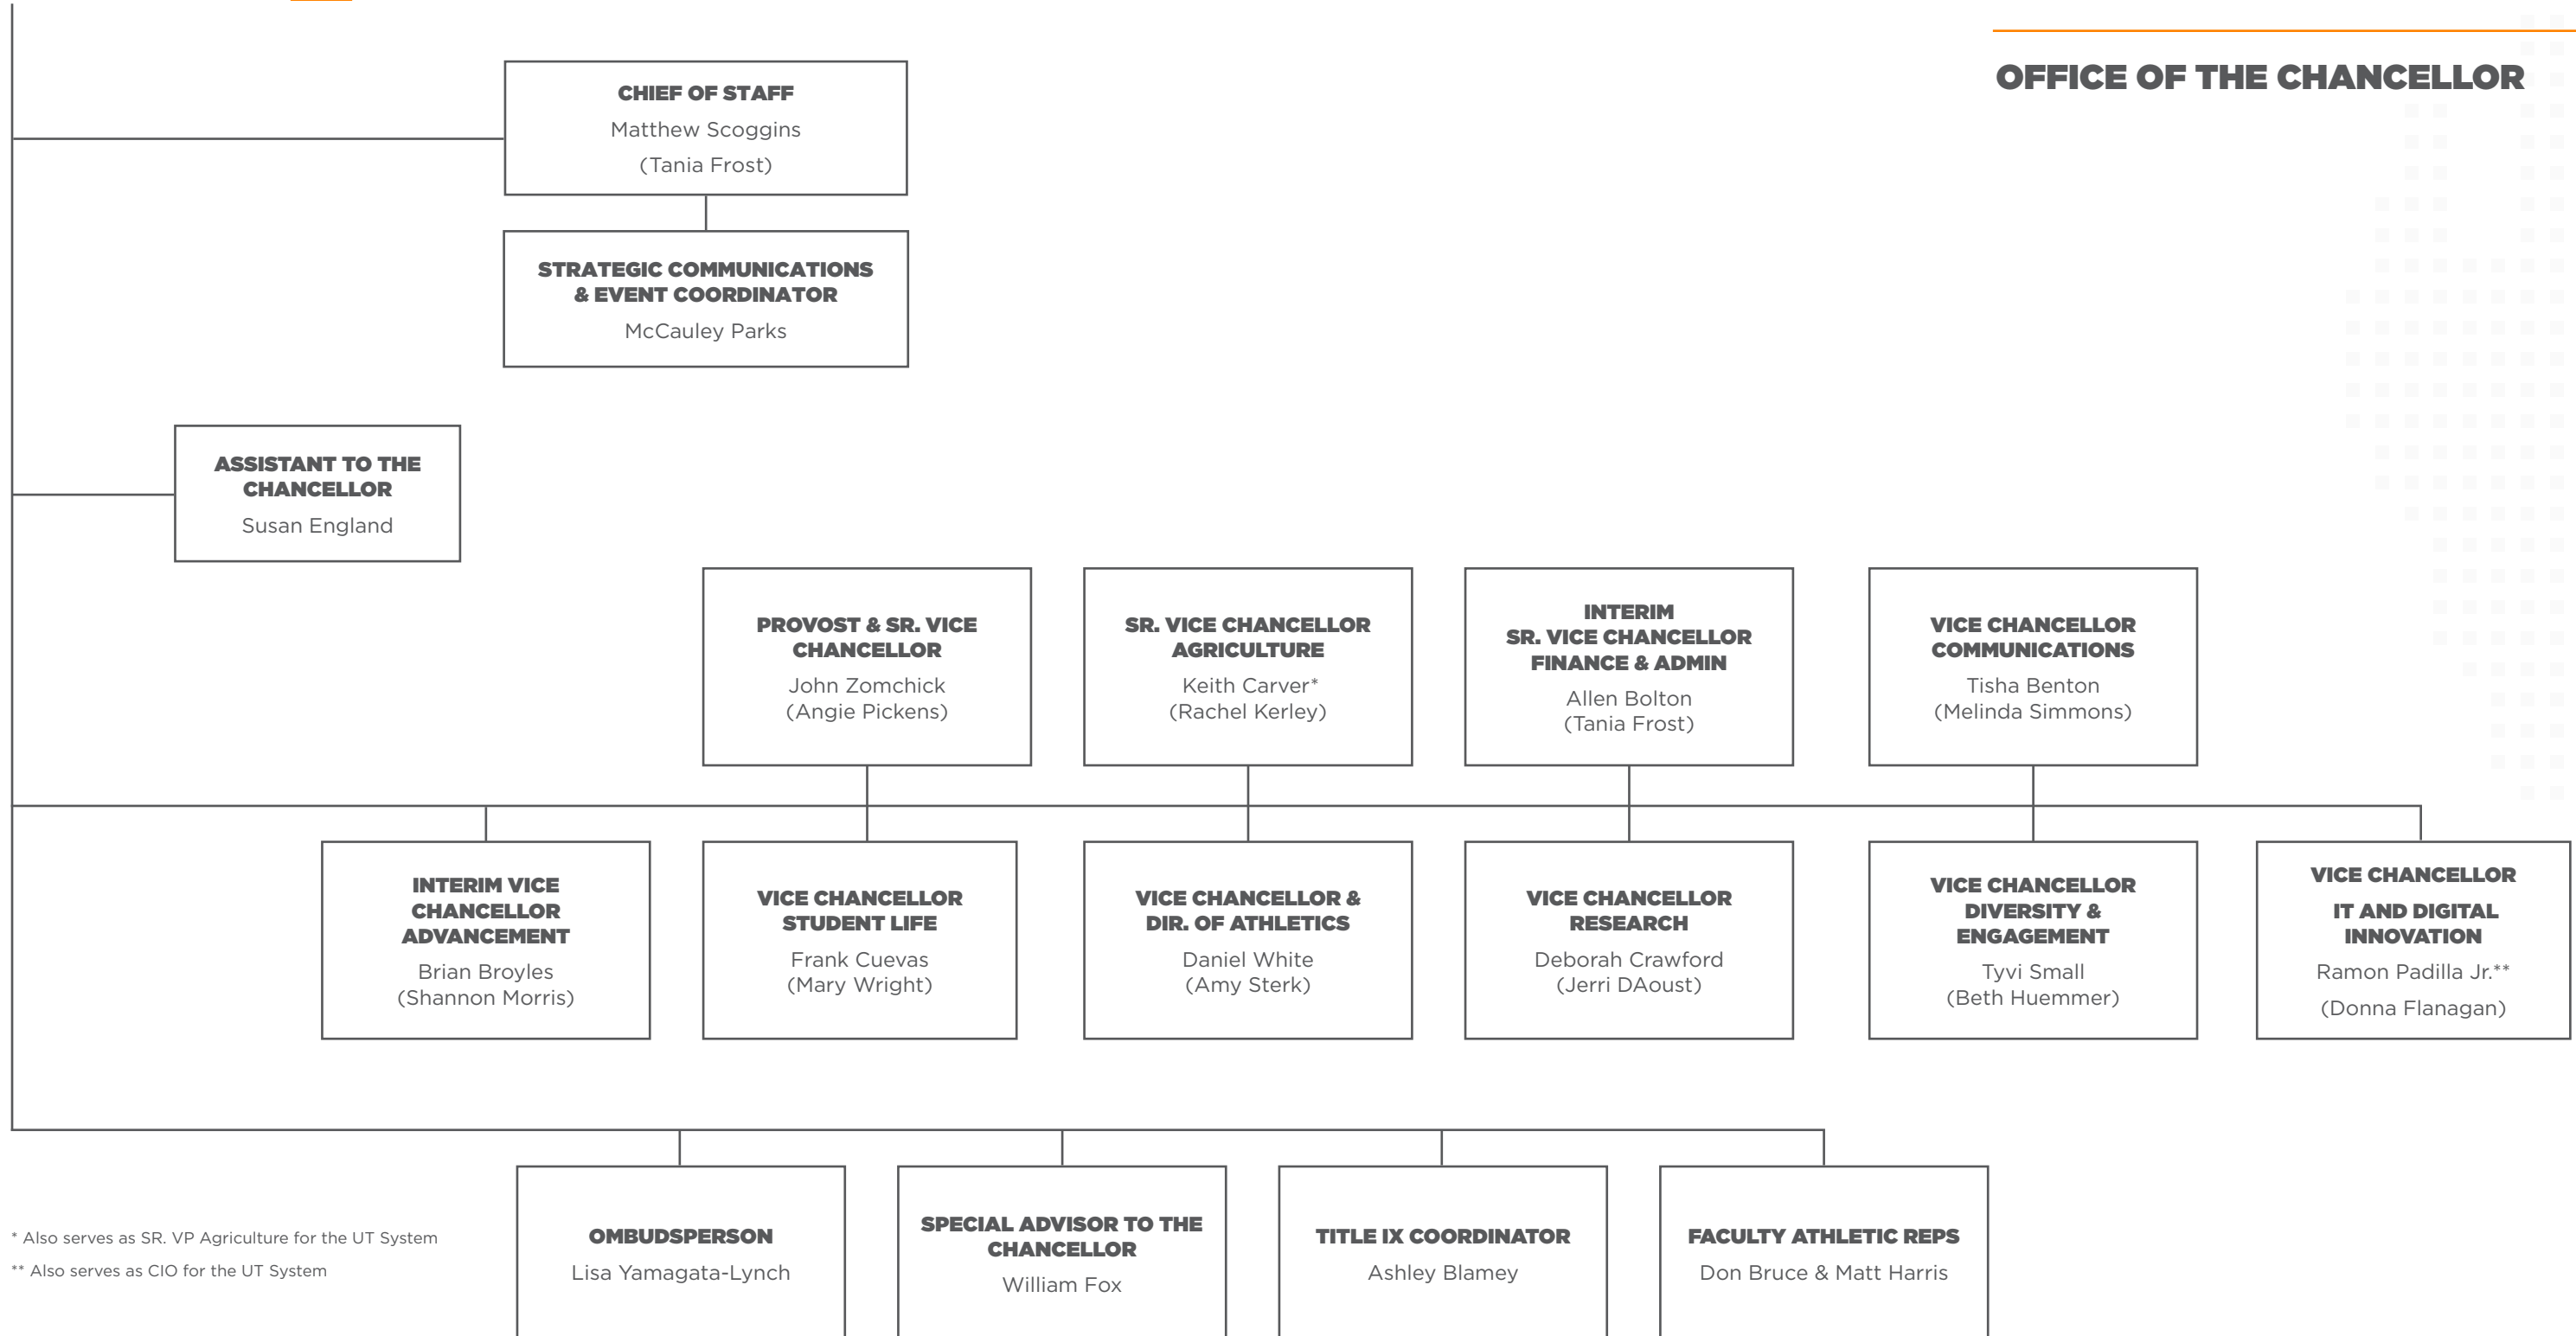 OFFICE OF THE CHANCELLOR
CHIEF OF STAFF
Matthew Scoggins
(Tania Frost)
STRATEGIC COMMUNICATIONS
& EVENT COORDINATOR
McCauley Parks
ASSISTANT TO THE
CHANCELLOR
Susan England
PROVOST & SR. VICE
CHANCELLOR
John Zomchick
(Angie Pickens)
SR. VICE CHANCELLOR
AGRICULTURE
Keith Carver*
(Rachel Kerley)
INTERIM
SR. VICE CHANCELLOR
FINANCE & ADMIN
Allen Bolton
(Tania Frost)
VICE CHANCELLOR
COMMUNICATIONS
Tisha Benton
(Melinda Simmons)
INTERIM VICE
CHANCELLOR
ADVANCEMENT
Brian Broyles
(Shannon Morris)
VICE CHANCELLOR
STUDENT LIFE
Frank Cuevas
(Mary Wright)
VICE CHANCELLOR &
DIR. OF ATHLETICS
Daniel White
(Amy Sterk)
VICE CHANCELLOR
RESEARCH
Deborah Crawford
(Jerri DAoust)
VICE CHANCELLOR
DIVERSITY &
ENGAGEMENT
Tyvi Small
(Beth Huemmer)
VICE CHANCELLOR
IT AND DIGITAL
INNOVATION
Ramon Padilla Jr.**
(Donna Flanagan)
OMBUDSPERSON
Lisa Yamagata-Lynch
SPECIAL ADVISOR TO THE
CHANCELLOR
William Fox
TITLE IX COORDINATOR
Ashley Blamey
FACULTY ATHLETIC REPS
Don Bruce & Matt Harris
* Also serves as SR. VP Agriculture for the UT System
** Also serves as CIO for the UT System